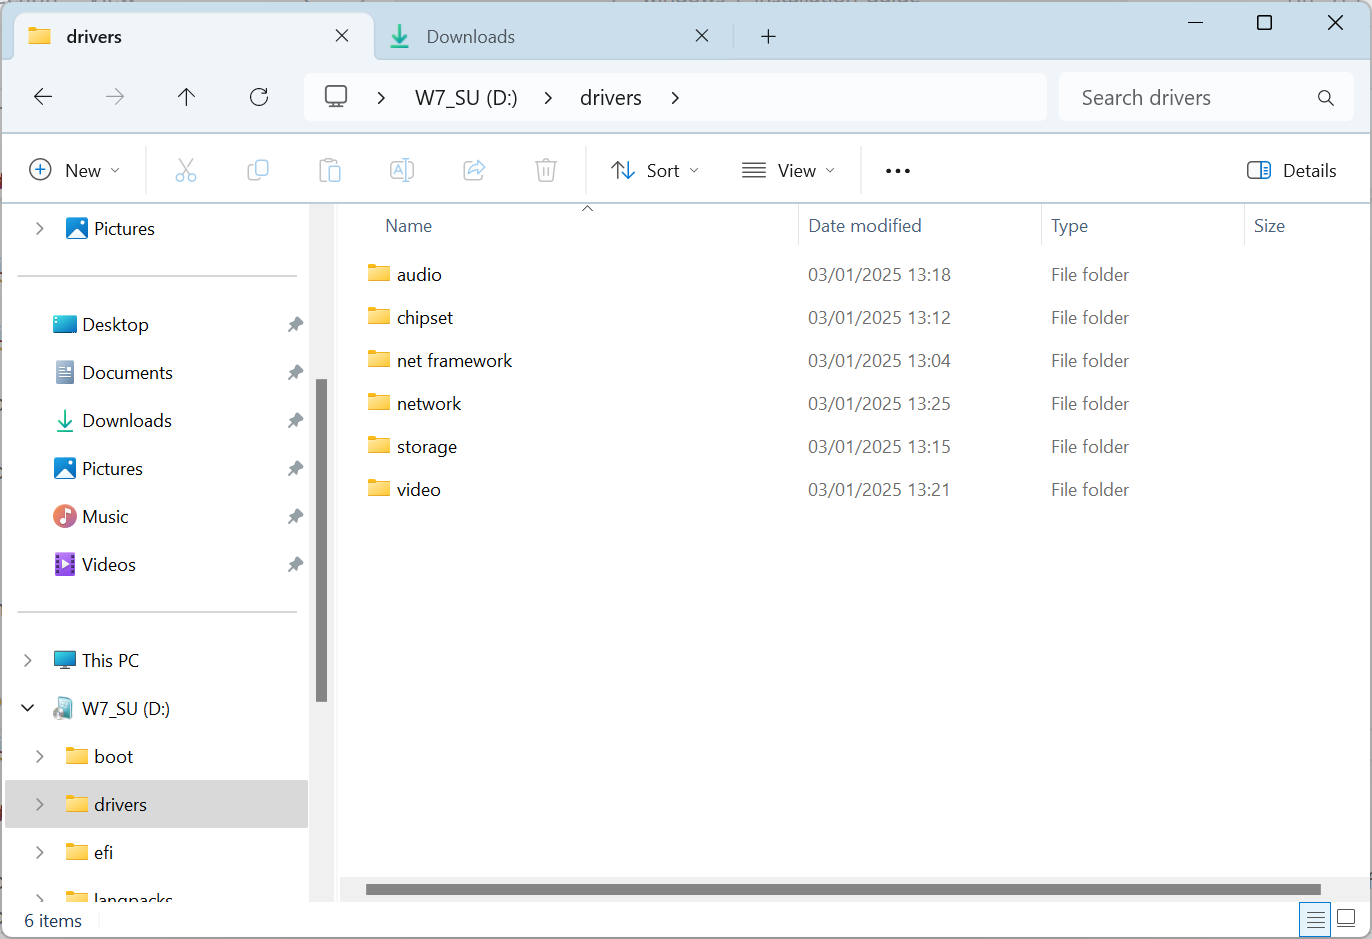 drivers
Downloads
W7_SU (D:)
drivers
Search drivers
New
Sort
View
Details
Pictures
Desktop
Documents
Downloads
Pictures
Music
Videos
This PC
W7_SU (D:)
boot
drivers
efi
langpacks
Name
Date modified
Type
Size
audio
03/01/2025 13:18
File folder
chipset
03/01/2025 13:12
File folder
net framework
03/01/2025 13:04
File folder
network
03/01/2025 13:25
File folder
storage
03/01/2025 13:15
File folder
video
03/01/2025 13:21
File folder
6 items